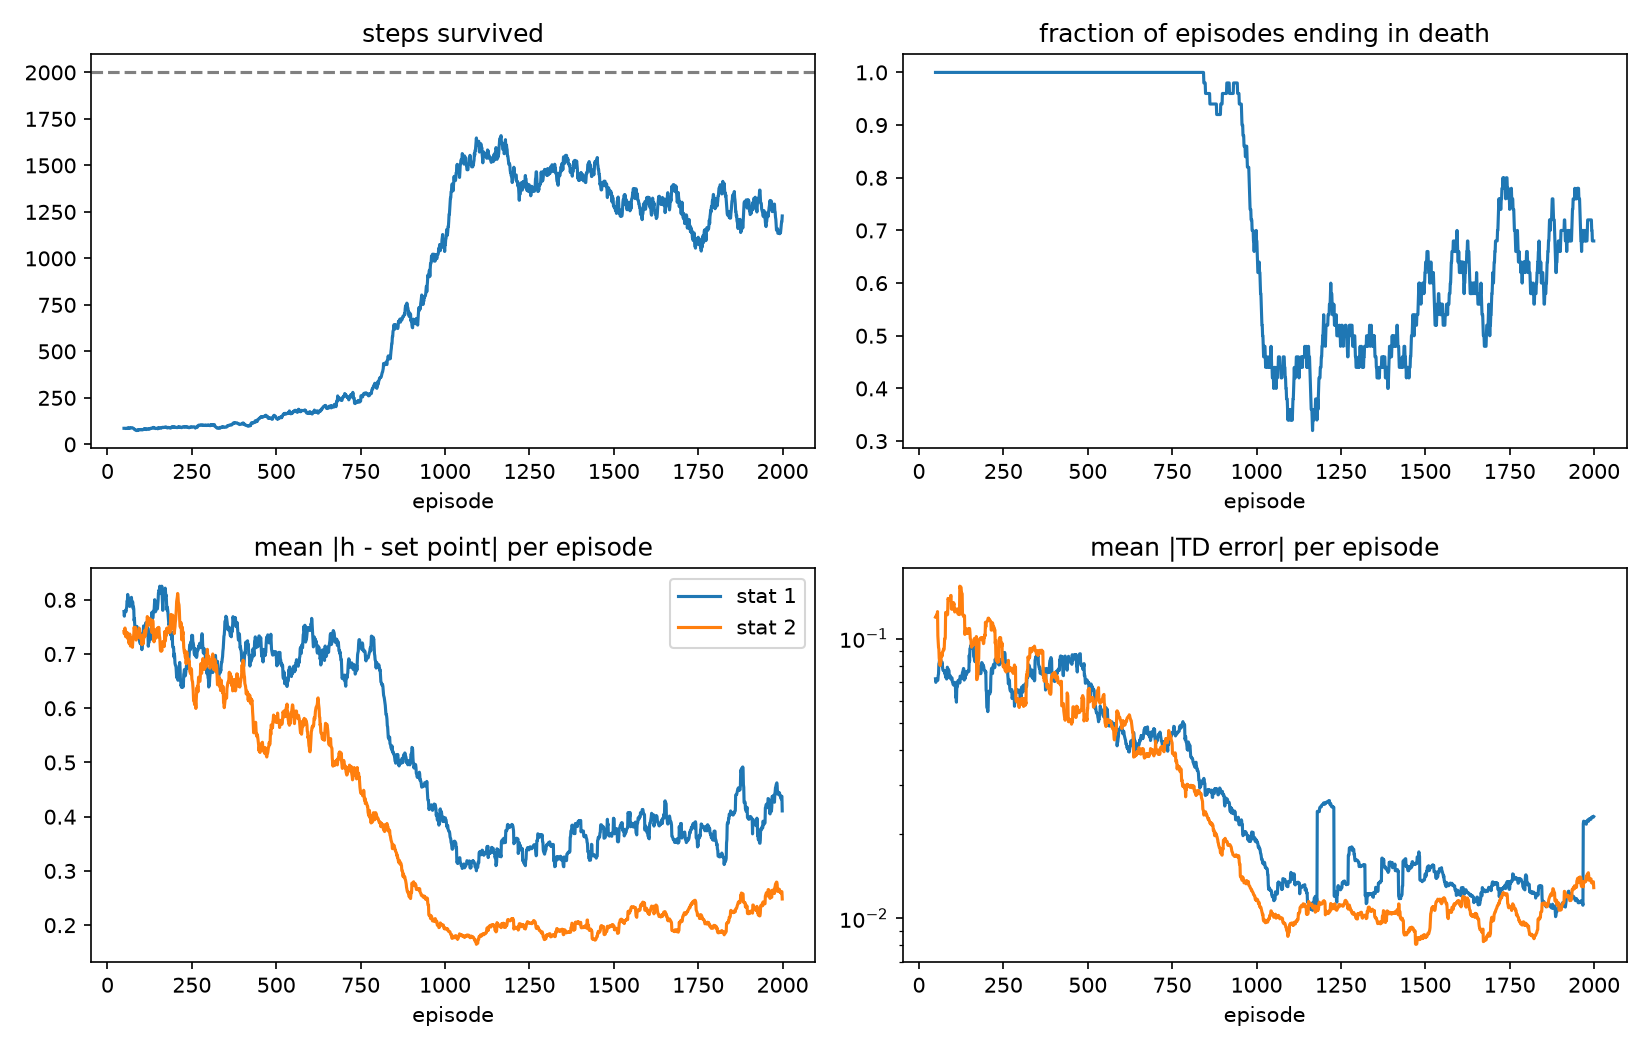 steps survived
2000
1750
1500
1250
1000
750
500
250
0
0 250 500 750 1000 1250 1500 1750 2000
episode
fraction of episodes ending in death
1.0
0.9
0.8
0.7
0.6
0.5
0.4
0.3
0 250 500 750 1000 1250 1500 1750 2000
episode
mean |h - set point| per episode
stat 1
stat 2
0.8
0.7
0.6
0.5
0.4
0.3
0.2
0 250 500 750 1000 1250 1500 1750 2000
episode
mean |TD error| per episode
10⁻¹
10⁻²
0 250 500 750 1000 1250 1500 1750 2000
episode